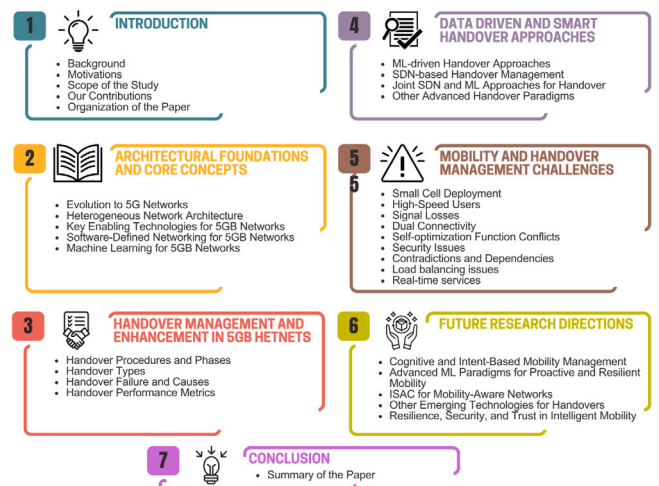 1
INTRODUCTION
Background
Motivations
Scope of the Study
Our Contributions
Organization of the Paper
2
ARCHITECTURAL FOUNDATIONS
AND CORE CONCEPTS
Evolution to 5G Networks
Heterogeneous Network Architecture
Key Enabling Technologies for 5GB Networks
Software-Defined Networking for 5GB Networks
Machine Learning for 5GB Networks
3
HANDOVER MANAGEMENT AND
ENHANCEMENT IN 5GB HETNETS
Handover Procedures and Phases
Handover Types
Handover Failure and Causes
Handover Performance Metrics
4
DATA DRIVEN AND SMART
HANDOVER APPROACHES
ML-driven Handover Approaches
SDN-based Handover Management
Joint SDN and ML Approaches for Handover
Other Advanced Handover Paradigms
5
5
MOBILITY AND HANDOVER
MANAGEMENT CHALLENGES
Small Cell Deployment
High-Speed Users
Signal Losses
Dual Connectivity
Self-optimization Function Conflicts
Security Issues
Contradictions and Dependencies
Load balancing issues
Real-time services
6
FUTURE RESEARCH DIRECTIONS
Cognitive and Intent-Based Mobility Management
Advanced ML Paradigms for Proactive and Resilient
Mobility
ISAC for Mobility-Aware Networks
Other Emerging Technologies for Handovers
Resilience, Security, and Trust in Intelligent Mobility
7
CONCLUSION
Summary of the Paper